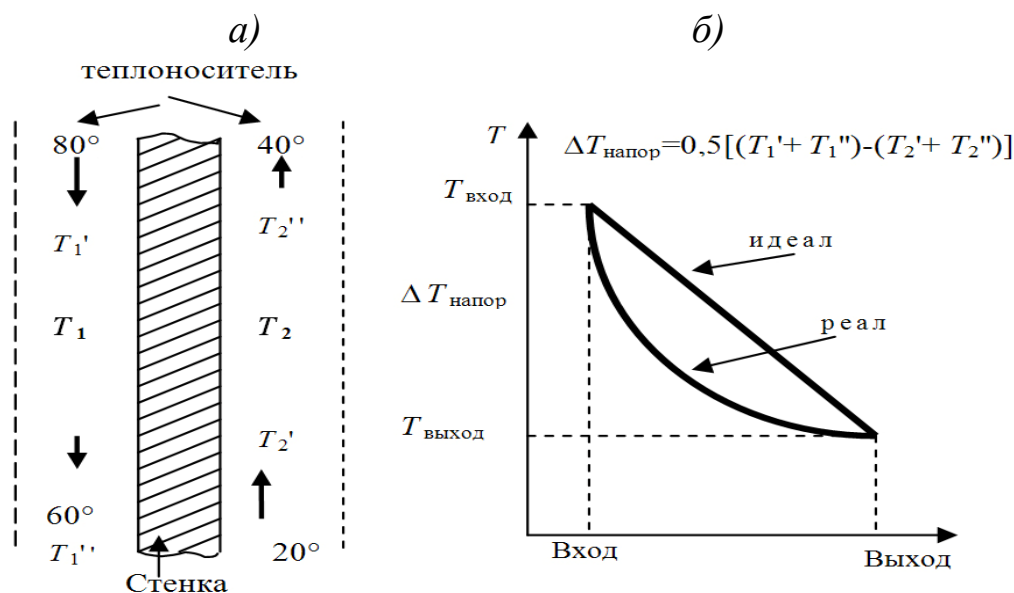 а)
б)
теплоноситель
80°
40°
T₁'
T₂''
T₁
T₂
T₂'
60°
T₁''
20°
Стенка
T
ΔTнапор=0,5[(T₁'+ T₁'')-(T₂'+ T₂'')]
Tвход
идеал
ΔTнапор
реал
Tвыход
Вход
Выход